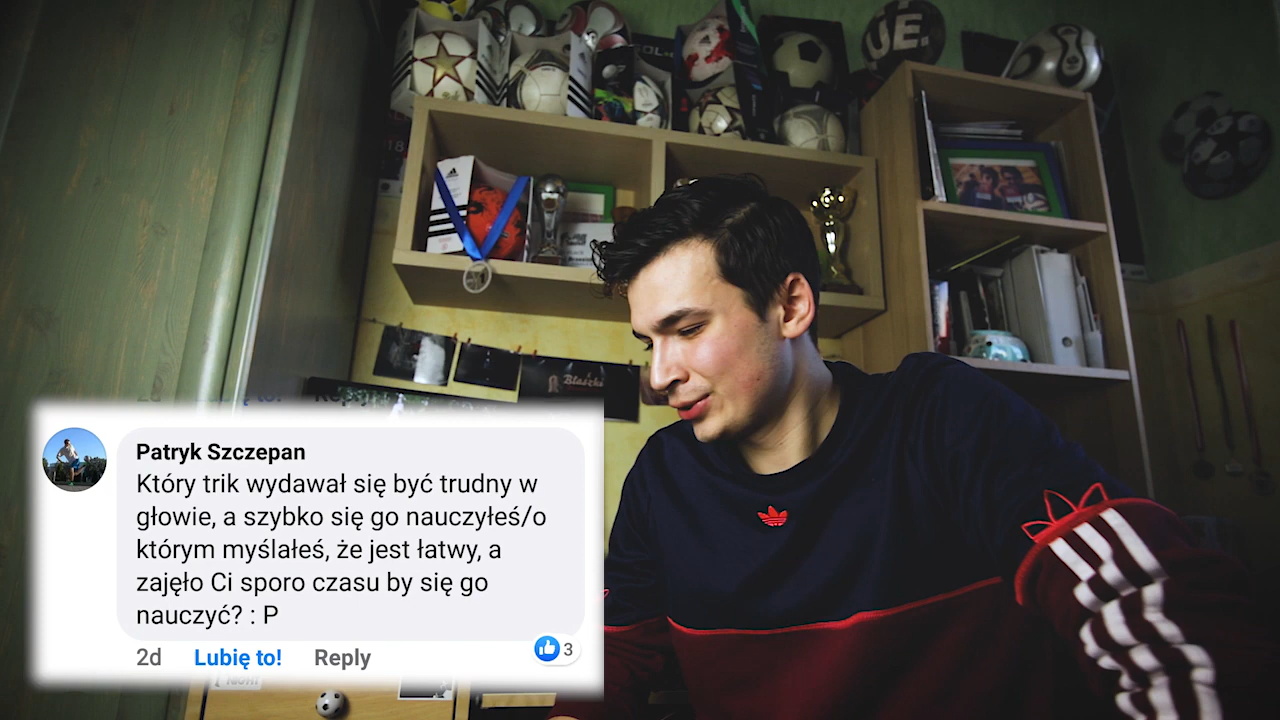 UE.
Patryk Szczepan
Który trik wydawał się być trudny w
głowie, a szybko się go nauczyłeś/o
którym myślałeś, że jest łatwy, a
zajęło Ci sporo czasu by się go
nauczyć? : P
2d Lubię to! Reply 3